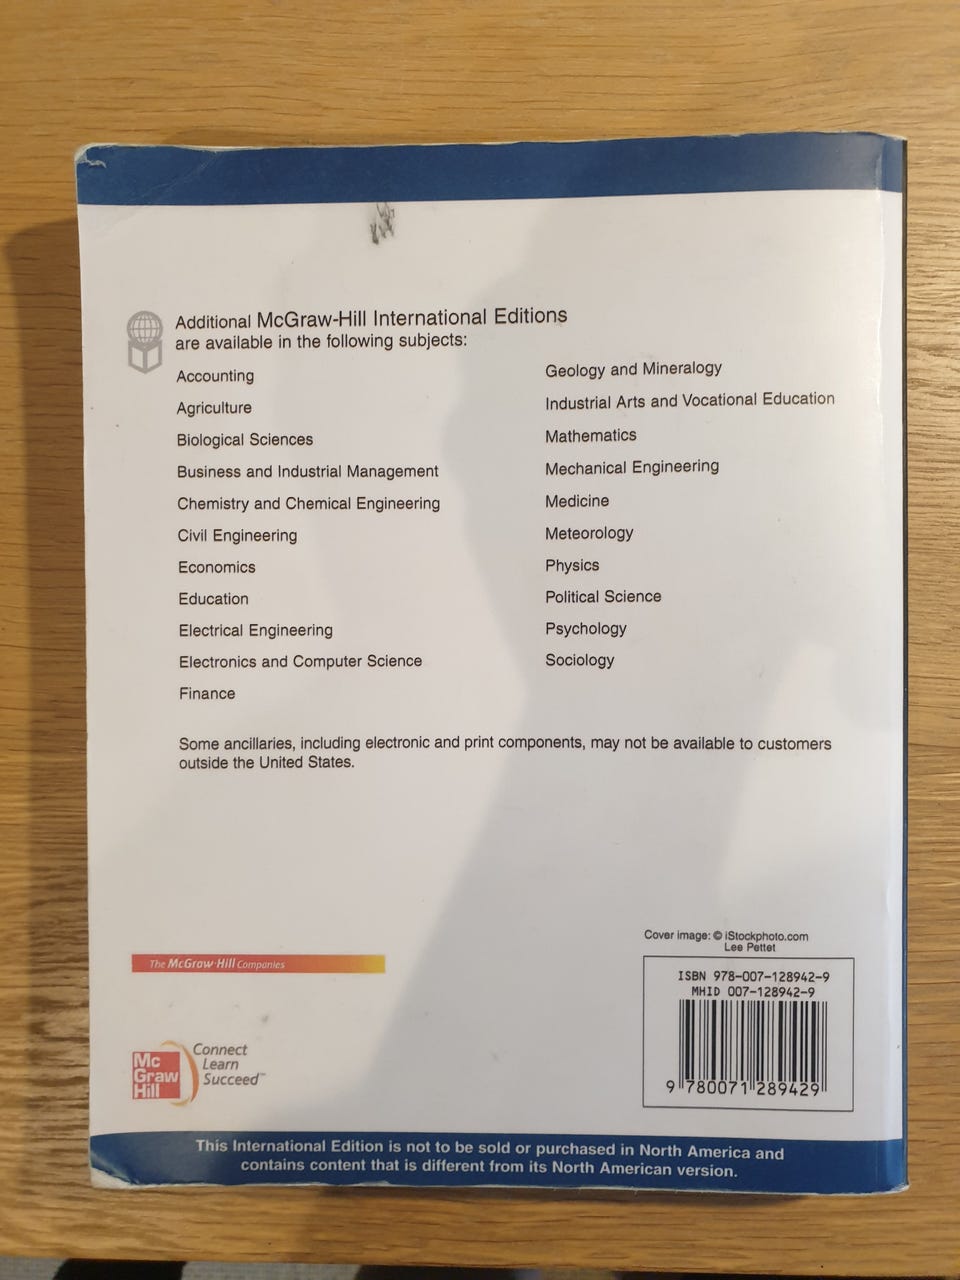 Additional McGraw-Hill International Editions
are available in the following subjects:
Accounting
Agriculture
Biological Sciences
Business and Industrial Management
Chemistry and Chemical Engineering
Civil Engineering
Economics
Education
Electrical Engineering
Electronics and Computer Science
Finance
Geology and Mineralogy
Industrial Arts and Vocational Education
Mathematics
Mechanical Engineering
Medicine
Meteorology
Physics
Political Science
Psychology
Sociology
Some ancillaries, including electronic and print components, may not be available to customers
outside the United States.
The McGraw·Hill Companies
Mc
Graw
Hill
Connect
Learn
Succeed™
Cover image: © iStockphoto.com
Lee Pettet
ISBN 978-007-128942-9
MHID 007-128942-9
9 780071 289429
This International Edition is not to be sold or purchased in North America and
contains content that is different from its North American version.